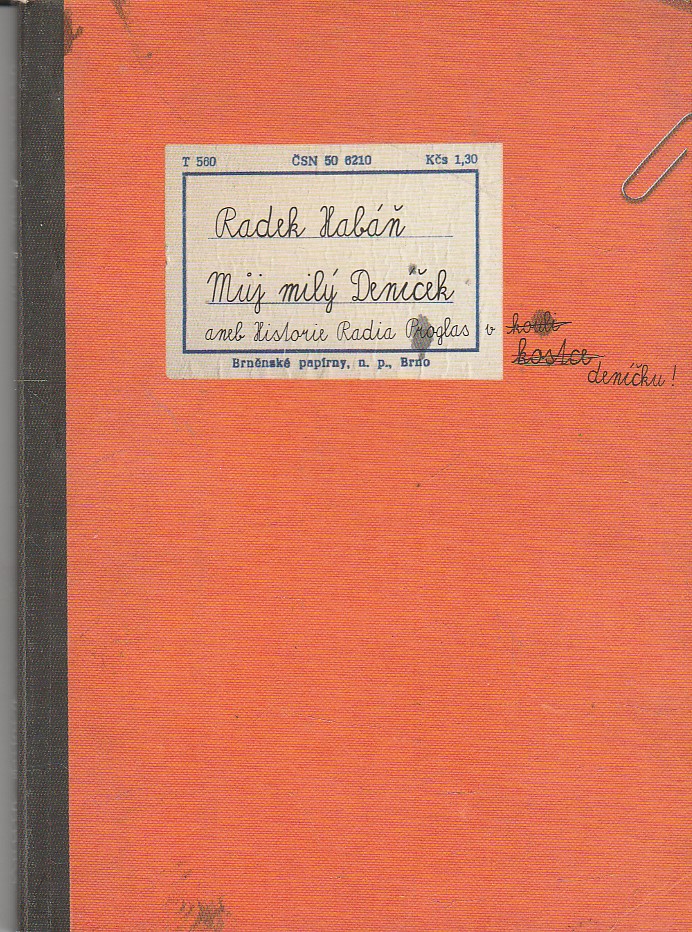 T 560 ČSN 50 6210 Kčs 1,30
Radek Habáň
Můj milý Deníček
aneb Historie Radia Proglas v kouli
kostce
deníčku!
Brněnské papírny, n. p., Brno